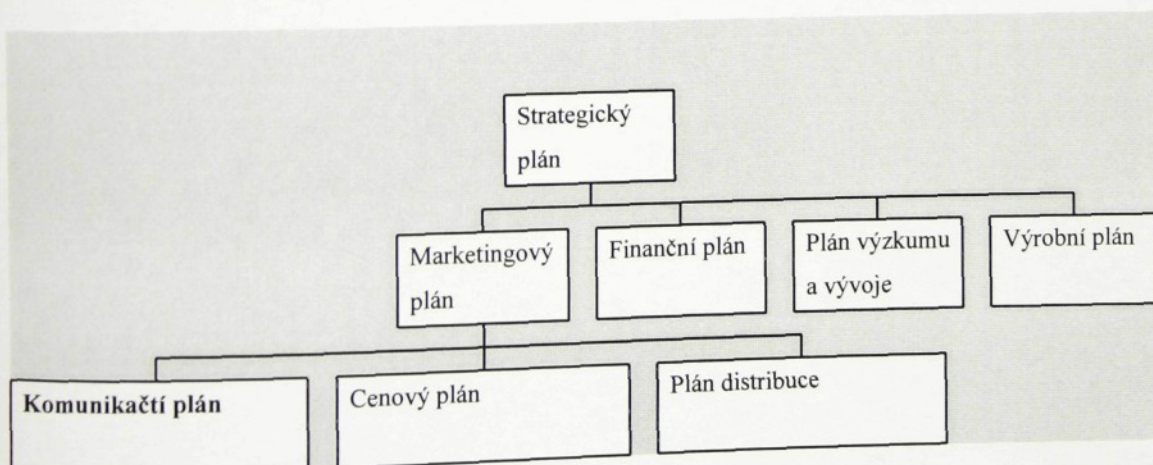 Strategický
plán
Marketingový
plán
Finanční plán
Plán výzkumu
a vývoje
Výrobní plán
Komunikačtí plán
Cenový plán
Plán distribuce